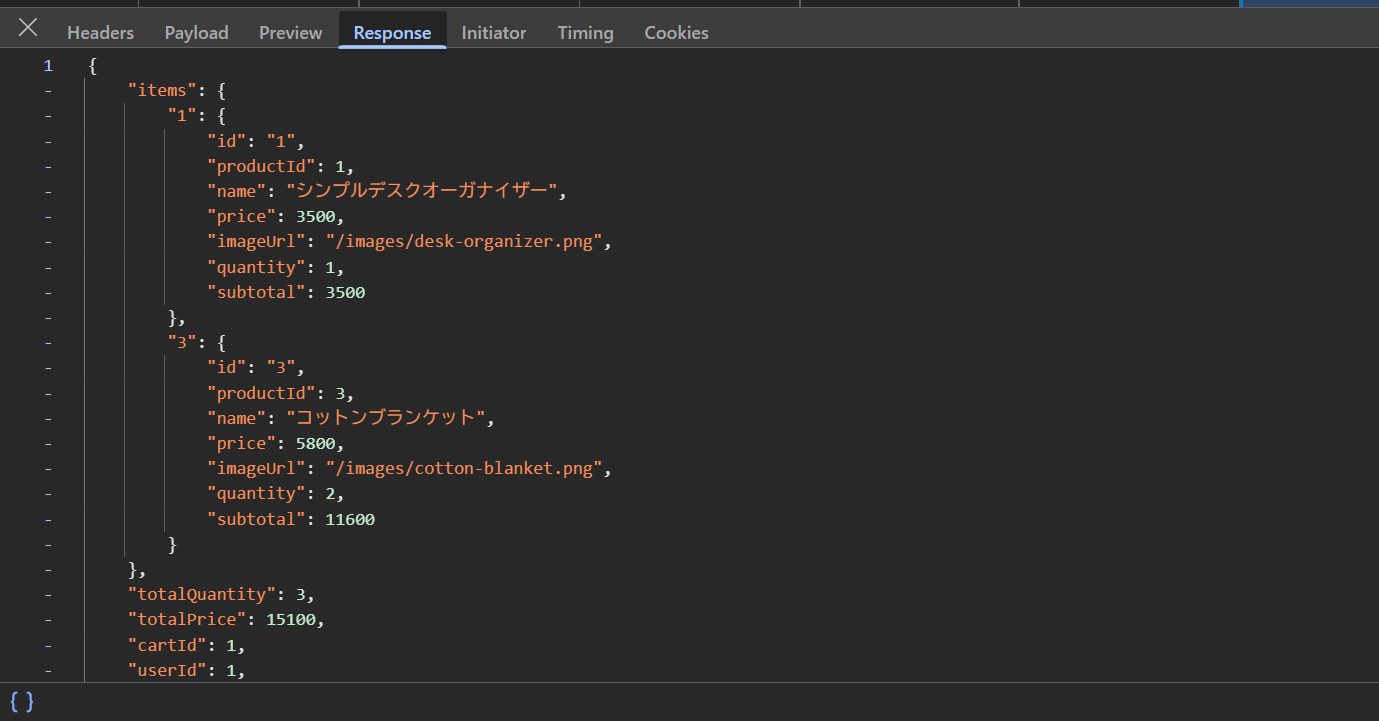 Headers Payload Preview Response Initiator Timing Cookies
1 {
- "items": {
- "1": {
- "id": "1",
- "productId": 1,
- "name": "シンプルデスクオーガナイザー",
- "price": 3500,
- "imageUrl": "/images/desk-organizer.png",
- "quantity": 1,
- "subtotal": 3500
- },
- "3": {
- "id": "3",
- "productId": 3,
- "name": "コットンブランケット",
- "price": 5800,
- "imageUrl": "/images/cotton-blanket.png",
- "quantity": 2,
- "subtotal": 11600
- }
- },
- "totalQuantity": 3,
- "totalPrice": 15100,
- "cartId": 1,
- "userId": 1,
{ }